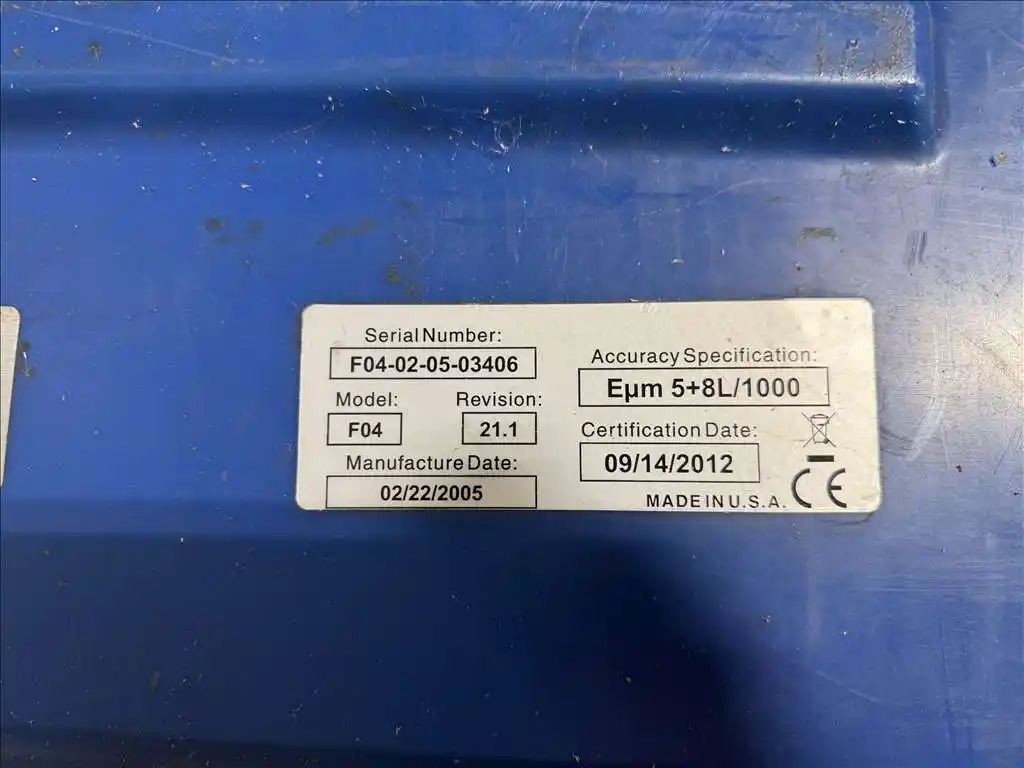 Serial Number:
F04-02-05-03406
Model:
Revision:
F04
21.1
Manufacture Date:
02/22/2005
Accuracy Specification:
Eµm 5+8L/1000
Certification Date:
09/14/2012
MADE IN U.S.A.
CE